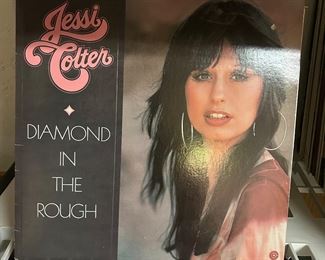 Jessi
Colter
DIAMOND
IN
THE
ROUGH